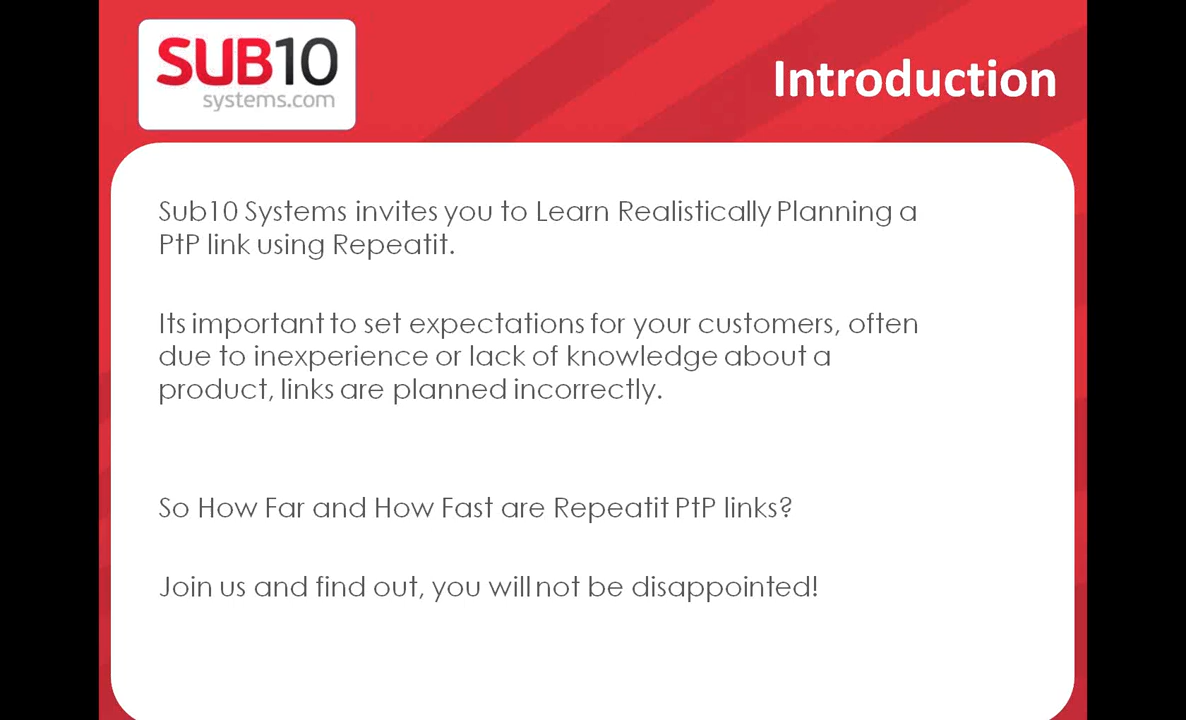 SUB10
systems.com
Introduction
Sub10 Systems invites you to Learn Realistically Planning a
PtP link using Repeatit.
Its important to set expectations for your customers, often
due to inexperience or lack of knowledge about a
product, links are planned incorrectly.
So How Far and How Fast are Repeatit PtP links?
Join us and find out, you will not be disappointed!